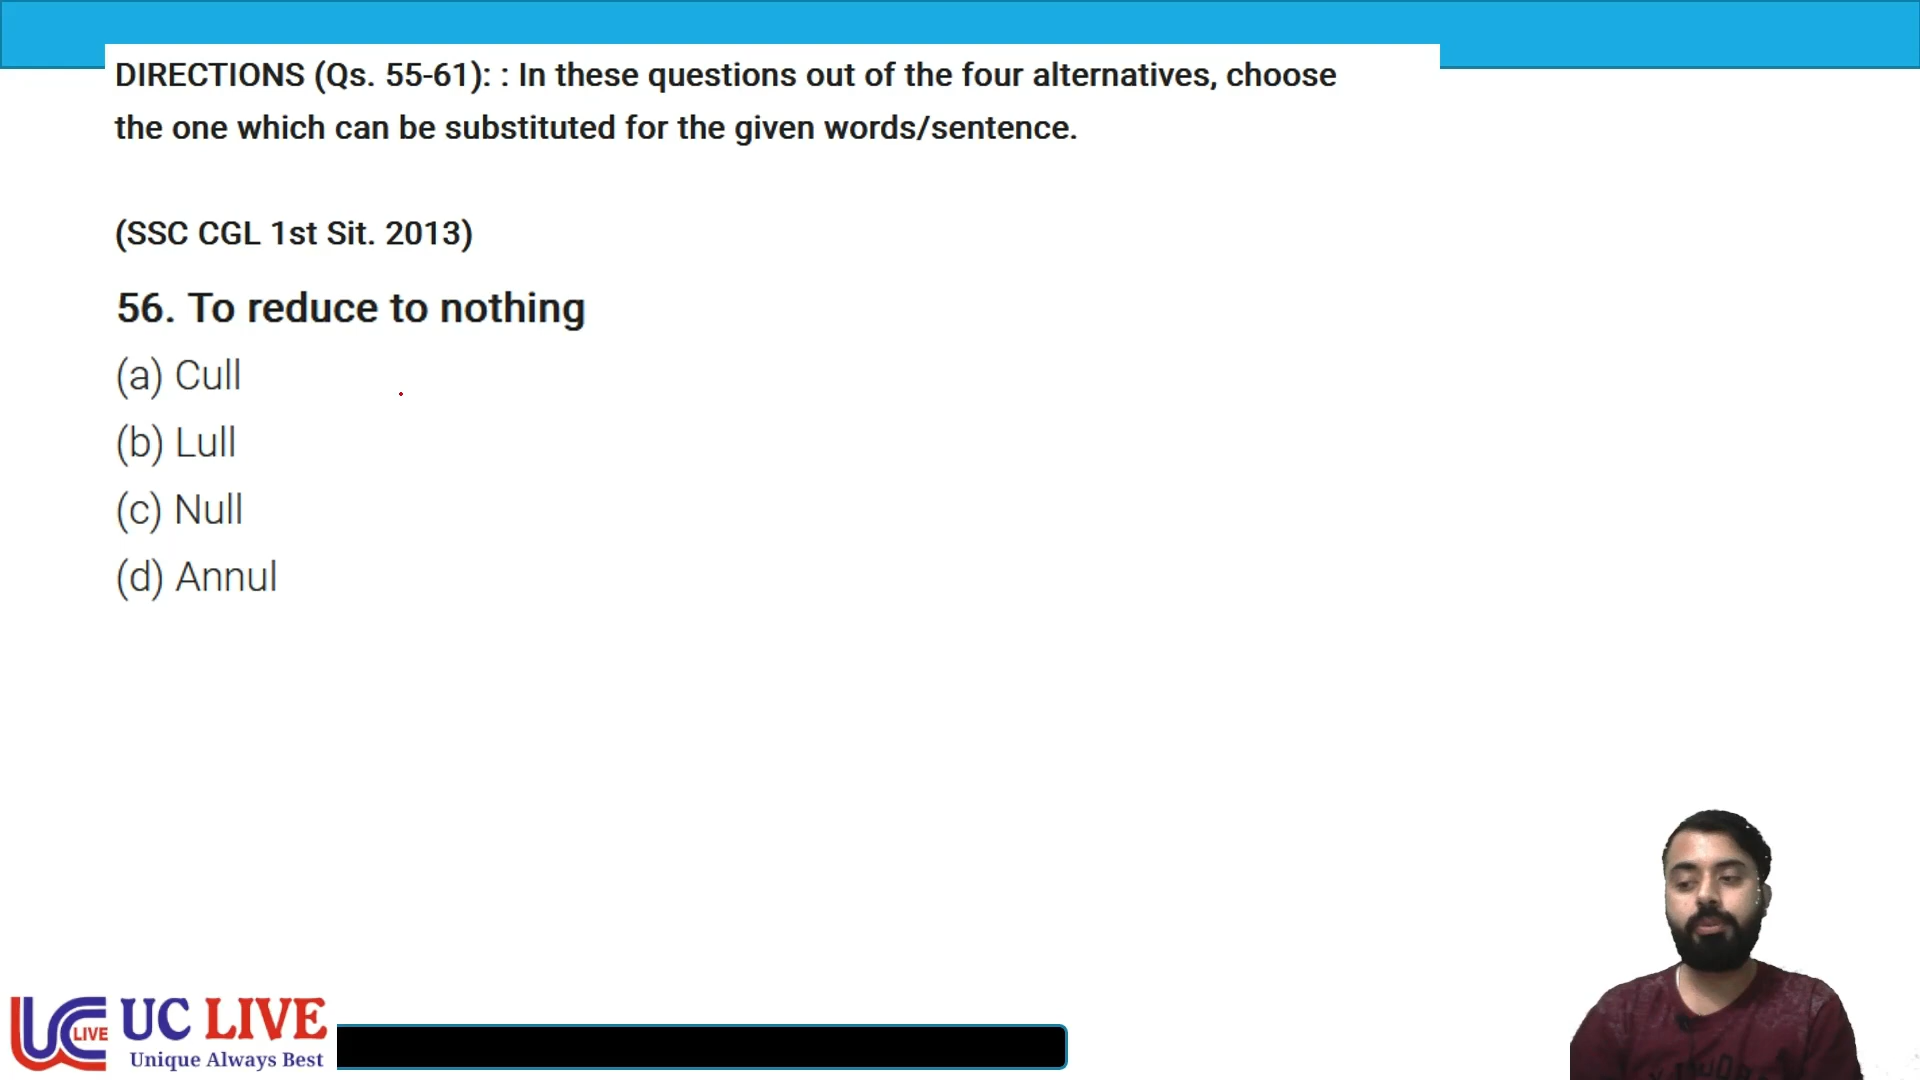 DIRECTIONS (Qs. 55-61): : In these questions out of the four alternatives, choose
the one which can be substituted for the given words/sentence.
(SSC CGL 1st Sit. 2013)
56. To reduce to nothing
(a) Cull
(b) Lull
(c) Null
(d) Annul
LIVE
UC LIVE
Unique Always Best